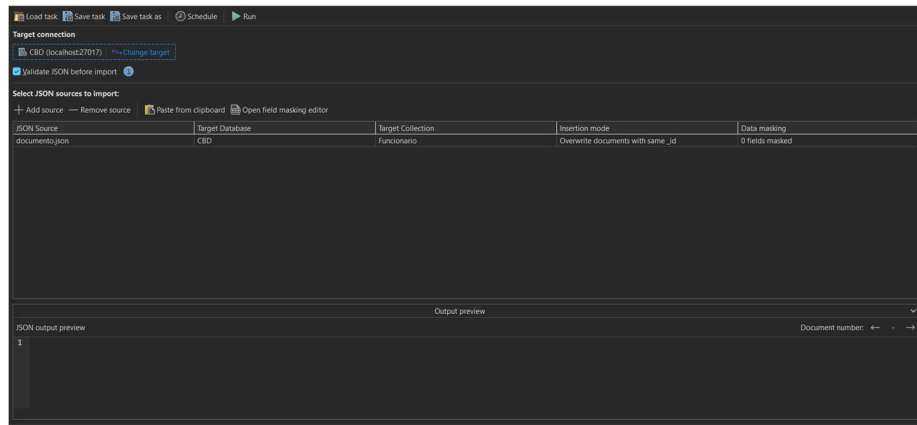 Load task Save task Save task as Schedule Run
Target connection
CBD (localhost:27017) Change target
Validate JSON before import
Select JSON sources to import:
Add source Remove source Paste from clipboard Open field masking editor
JSON Source Target Database Target Collection Insertion mode Data masking
documento.json CBD Funcionario Overwrite documents with same _id 0 fields masked
Output preview
JSON output preview Document number: -
1